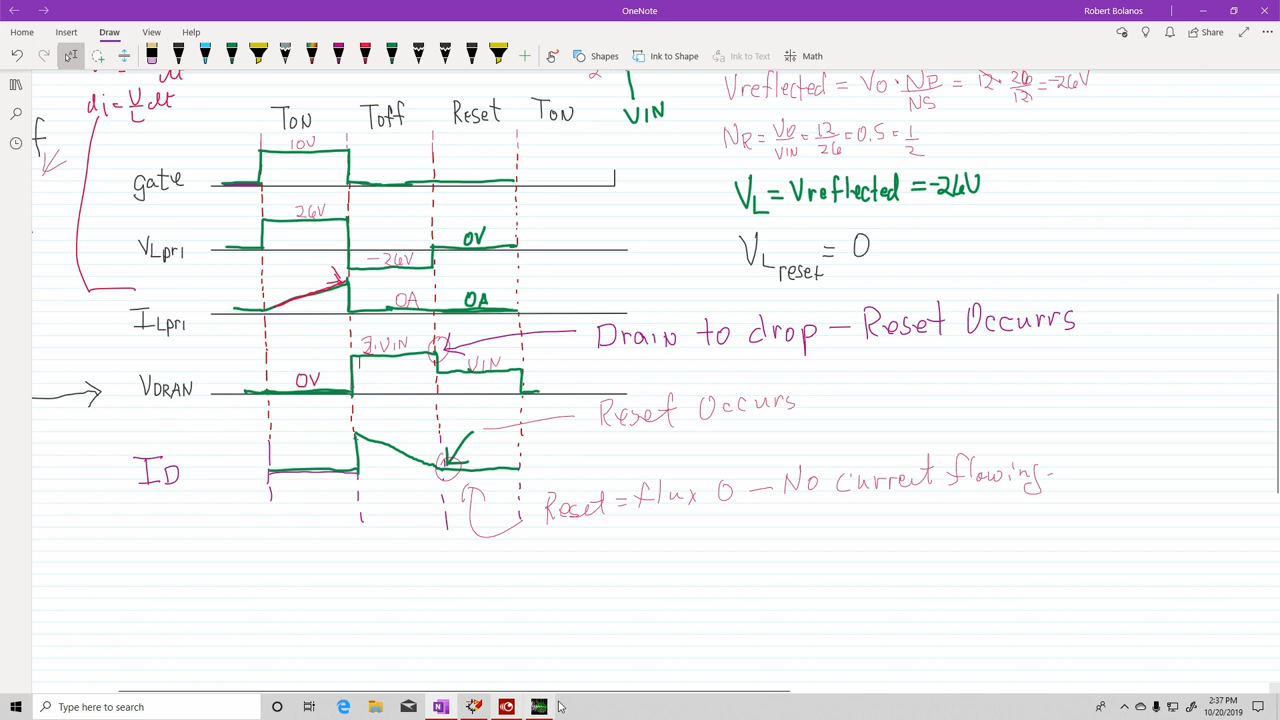 OneNote
Robert Bolanos
Home Insert Draw View Help
Shapes Ink to Shape Ink to Text Math Share
di = V/L dt
TON Toff Reset TON
VIN
Vreflected = VO · NP/NS = 12 · 26/12 = -26V
NR = VO/VIN = 12/26 = 0.5 = 1/2
gate 10V
VL = Vreflected = -26V
VLpri 26V -26V 0V
VLreset = 0
ILpri 0A 0A
Drain to drop - Reset Occurrs
VDRAN 0V 2·VIN VIN
Reset Occurs
ID
Reset = flux 0 - No current flowing
Type here to search
2:37 PM
10/20/2019